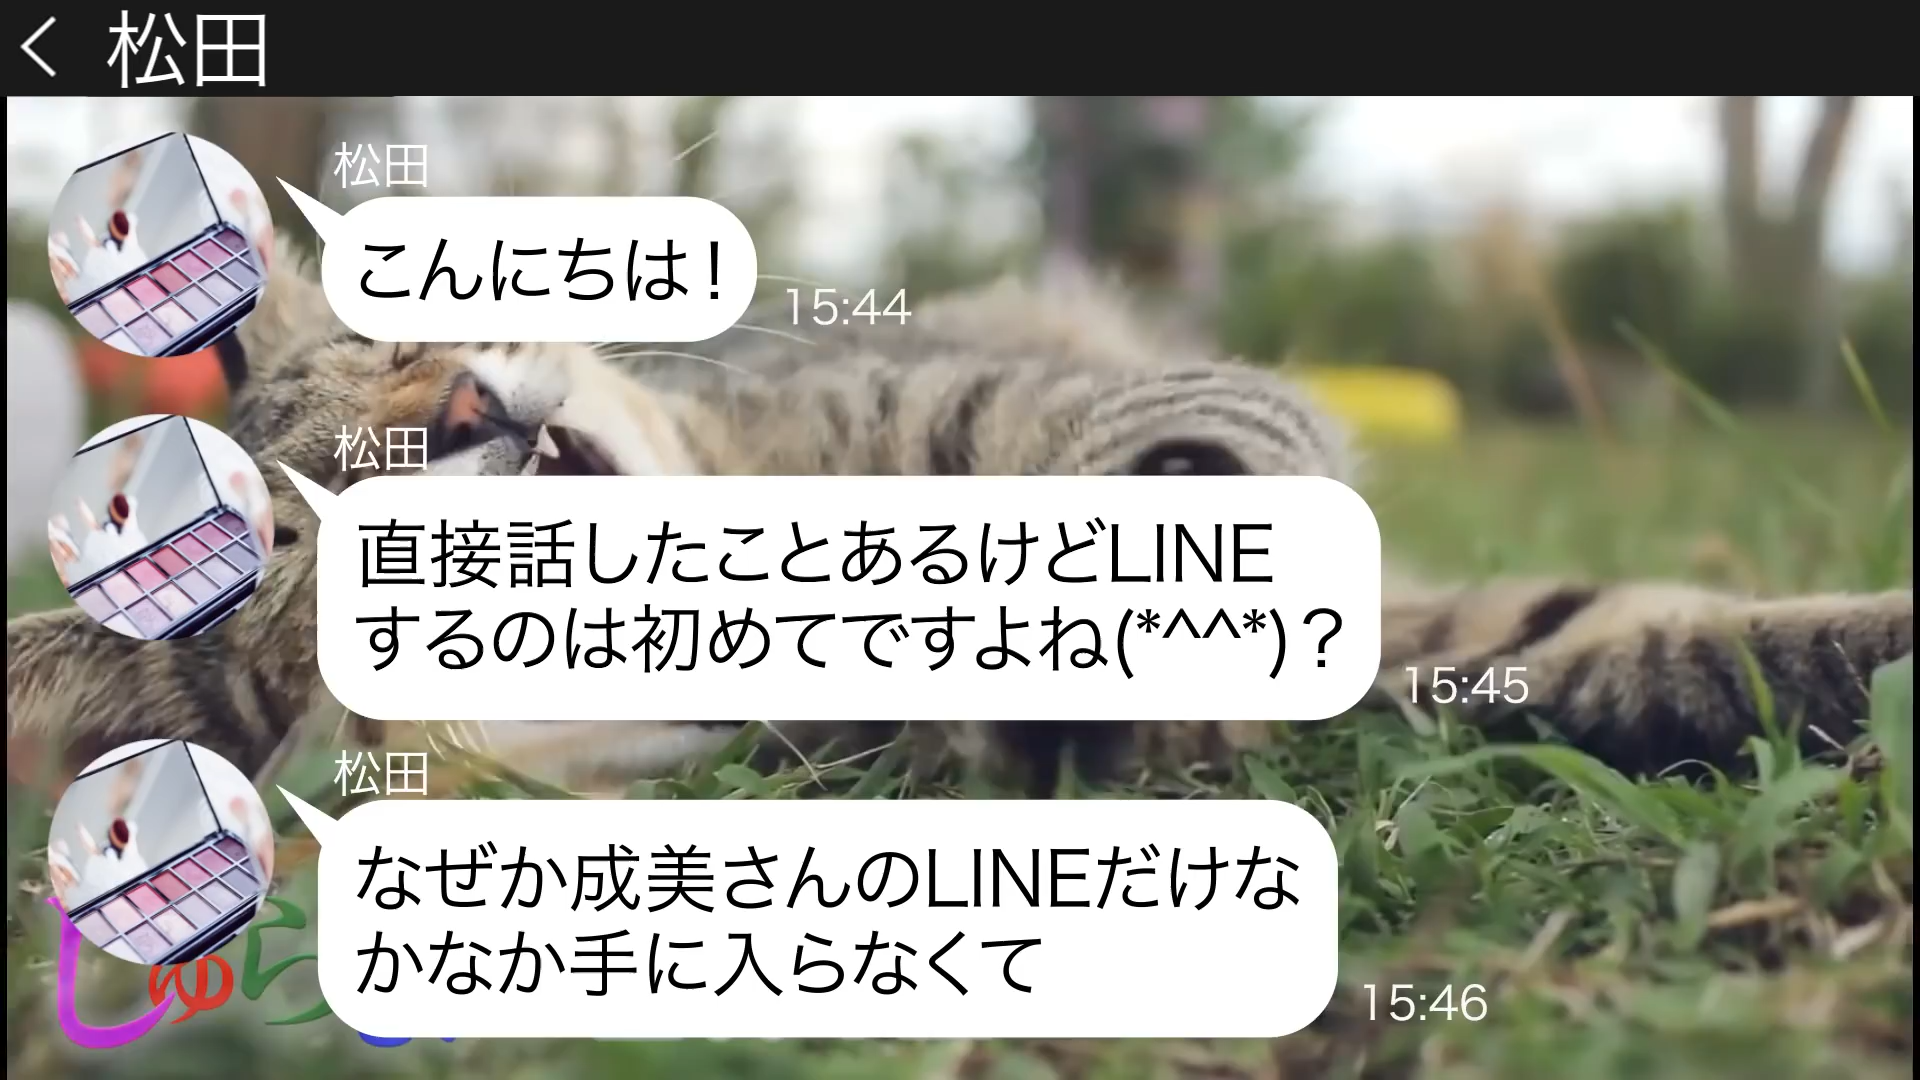 松田
松田
こんにちは！
15:44
松田
直接話したことあるけどLINE
するのは初めてですよね(*^^*)？
15:45
松田
なぜか成美さんのLINEだけな
かなか手に入らなくて
15:46
しゅら